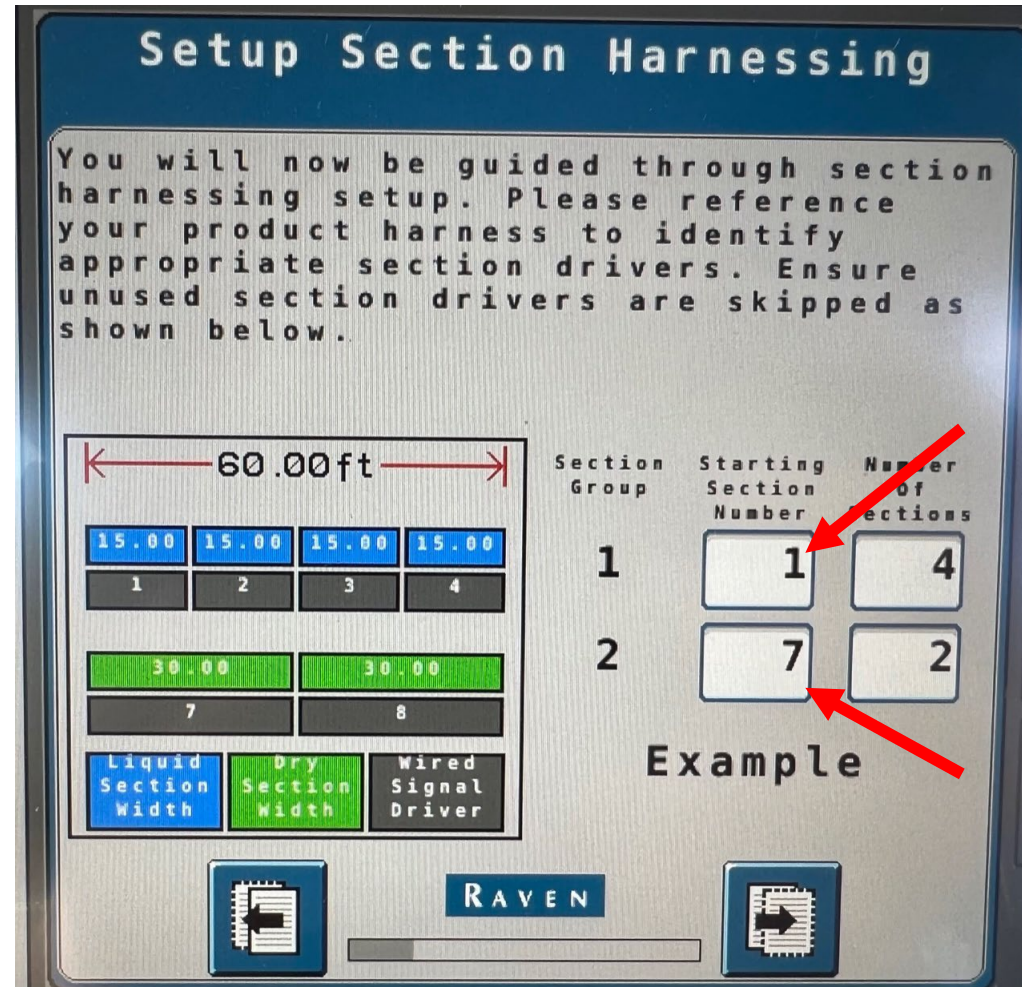 Setup Section Harnessing
You will now be guided through section
harnessing setup. Please reference
your product harness to identify
appropriate section drivers. Ensure
unused section drivers are skipped as
shown below.
60.00ft
15.00 15.00 15.00 15.00
1 2 3 4
30.00 30.00
7 8
Liquid
Section
Width
Dry
Section
Width
Wired
Signal
Driver
Section
Group
Starting
Section
Number
Of
1 1 4
2 7 2
Example
RAVEN